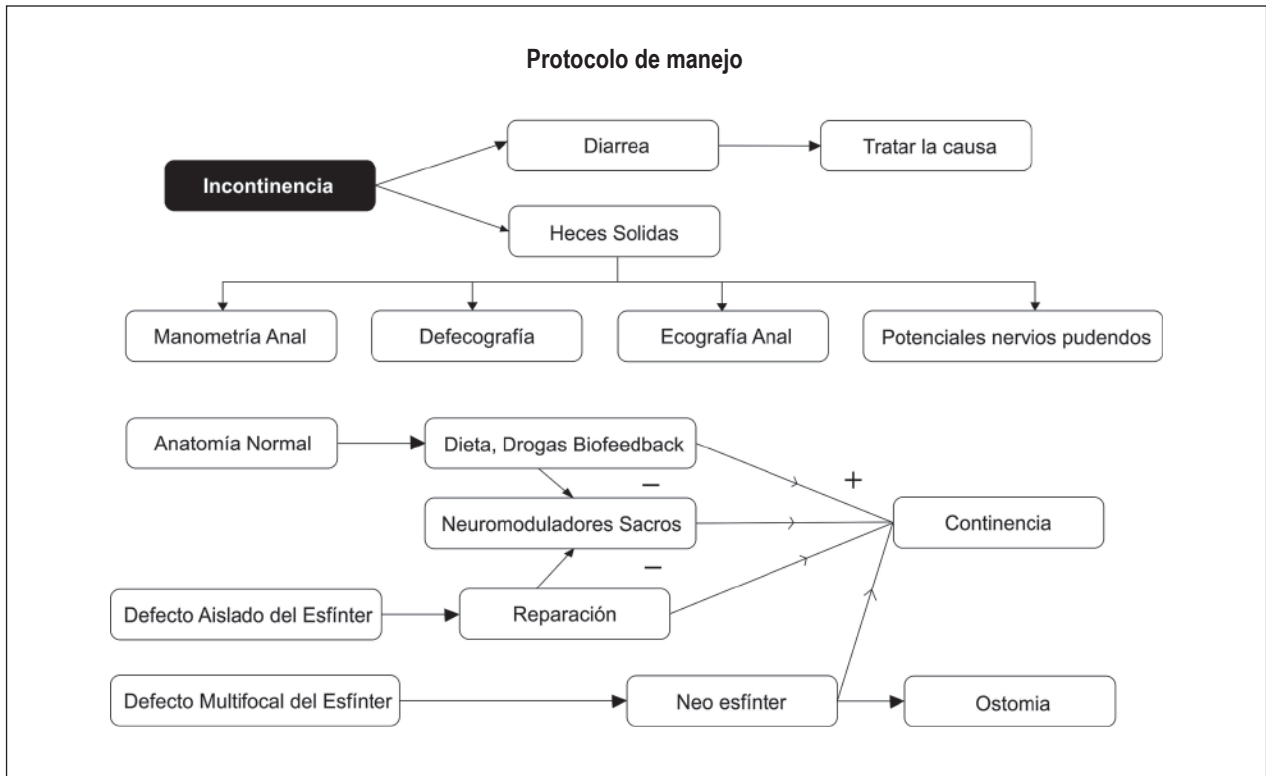 Protocolo de manejo
Diarrea
Tratar la causa
Incontinencia
Heces Solidas
Manometría Anal
Defecografía
Ecografía Anal
Potenciales nervios pudendos
Anatomía Normal
Dieta, Drogas Biofeedback
+
−
Neuromoduladores Sacros
Continencia
−
Defecto Aislado del Esfínter
Reparación
Defecto Multifocal del Esfínter
Neo esfínter
Ostomia